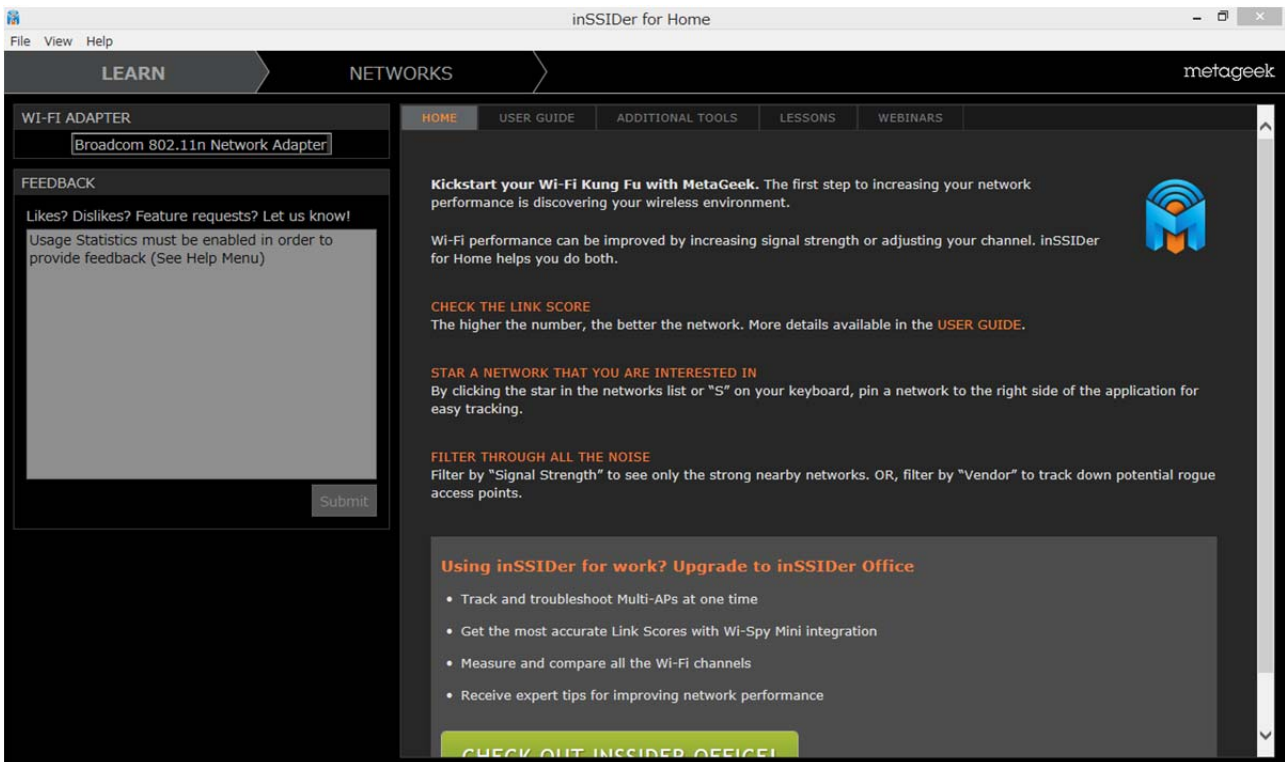 inSSIDer for Home
File View Help
LEARN NETWORKS metageek
WI-FI ADAPTER
Broadcom 802.11n Network Adapter
FEEDBACK
Likes? Dislikes? Feature requests? Let us know!
Usage Statistics must be enabled in order to
provide feedback (See Help Menu)
Submit
HOME USER GUIDE ADDITIONAL TOOLS LESSONS WEBINARS
Kickstart your Wi-Fi Kung Fu with MetaGeek. The first step to increasing your network
performance is discovering your wireless environment.
Wi-Fi performance can be improved by increasing signal strength or adjusting your channel. inSSIDer
for Home helps you do both.
CHECK THE LINK SCORE
The higher the number, the better the network. More details available in the USER GUIDE.
STAR A NETWORK THAT YOU ARE INTERESTED IN
By clicking the star in the networks list or “S” on your keyboard, pin a network to the right side of the application for
easy tracking.
FILTER THROUGH ALL THE NOISE
Filter by “Signal Strength” to see only the strong nearby networks. OR, filter by “Vendor” to track down potential rogue
access points.
Using inSSIDer for work? Upgrade to inSSIDer Office
• Track and troubleshoot Multi-APs at one time
• Get the most accurate Link Scores with Wi-Spy Mini integration
• Measure and compare all the Wi-Fi channels
• Receive expert tips for improving network performance
CHECK OUT INSSIDER OFFICE!